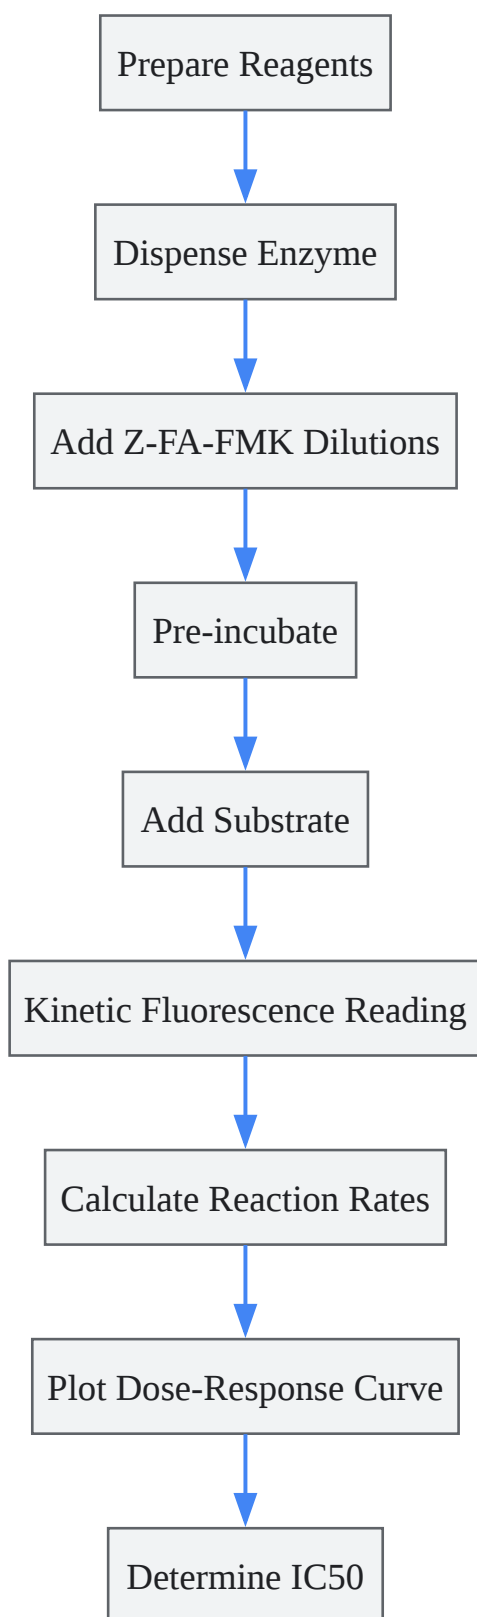 Prepare Reagents
Dispense Enzyme
Add Z-FA-FMK Dilutions
Pre-incubate
Add Substrate
Kinetic Fluorescence Reading
Calculate Reaction Rates
Plot Dose-Response Curve
Determine IC50